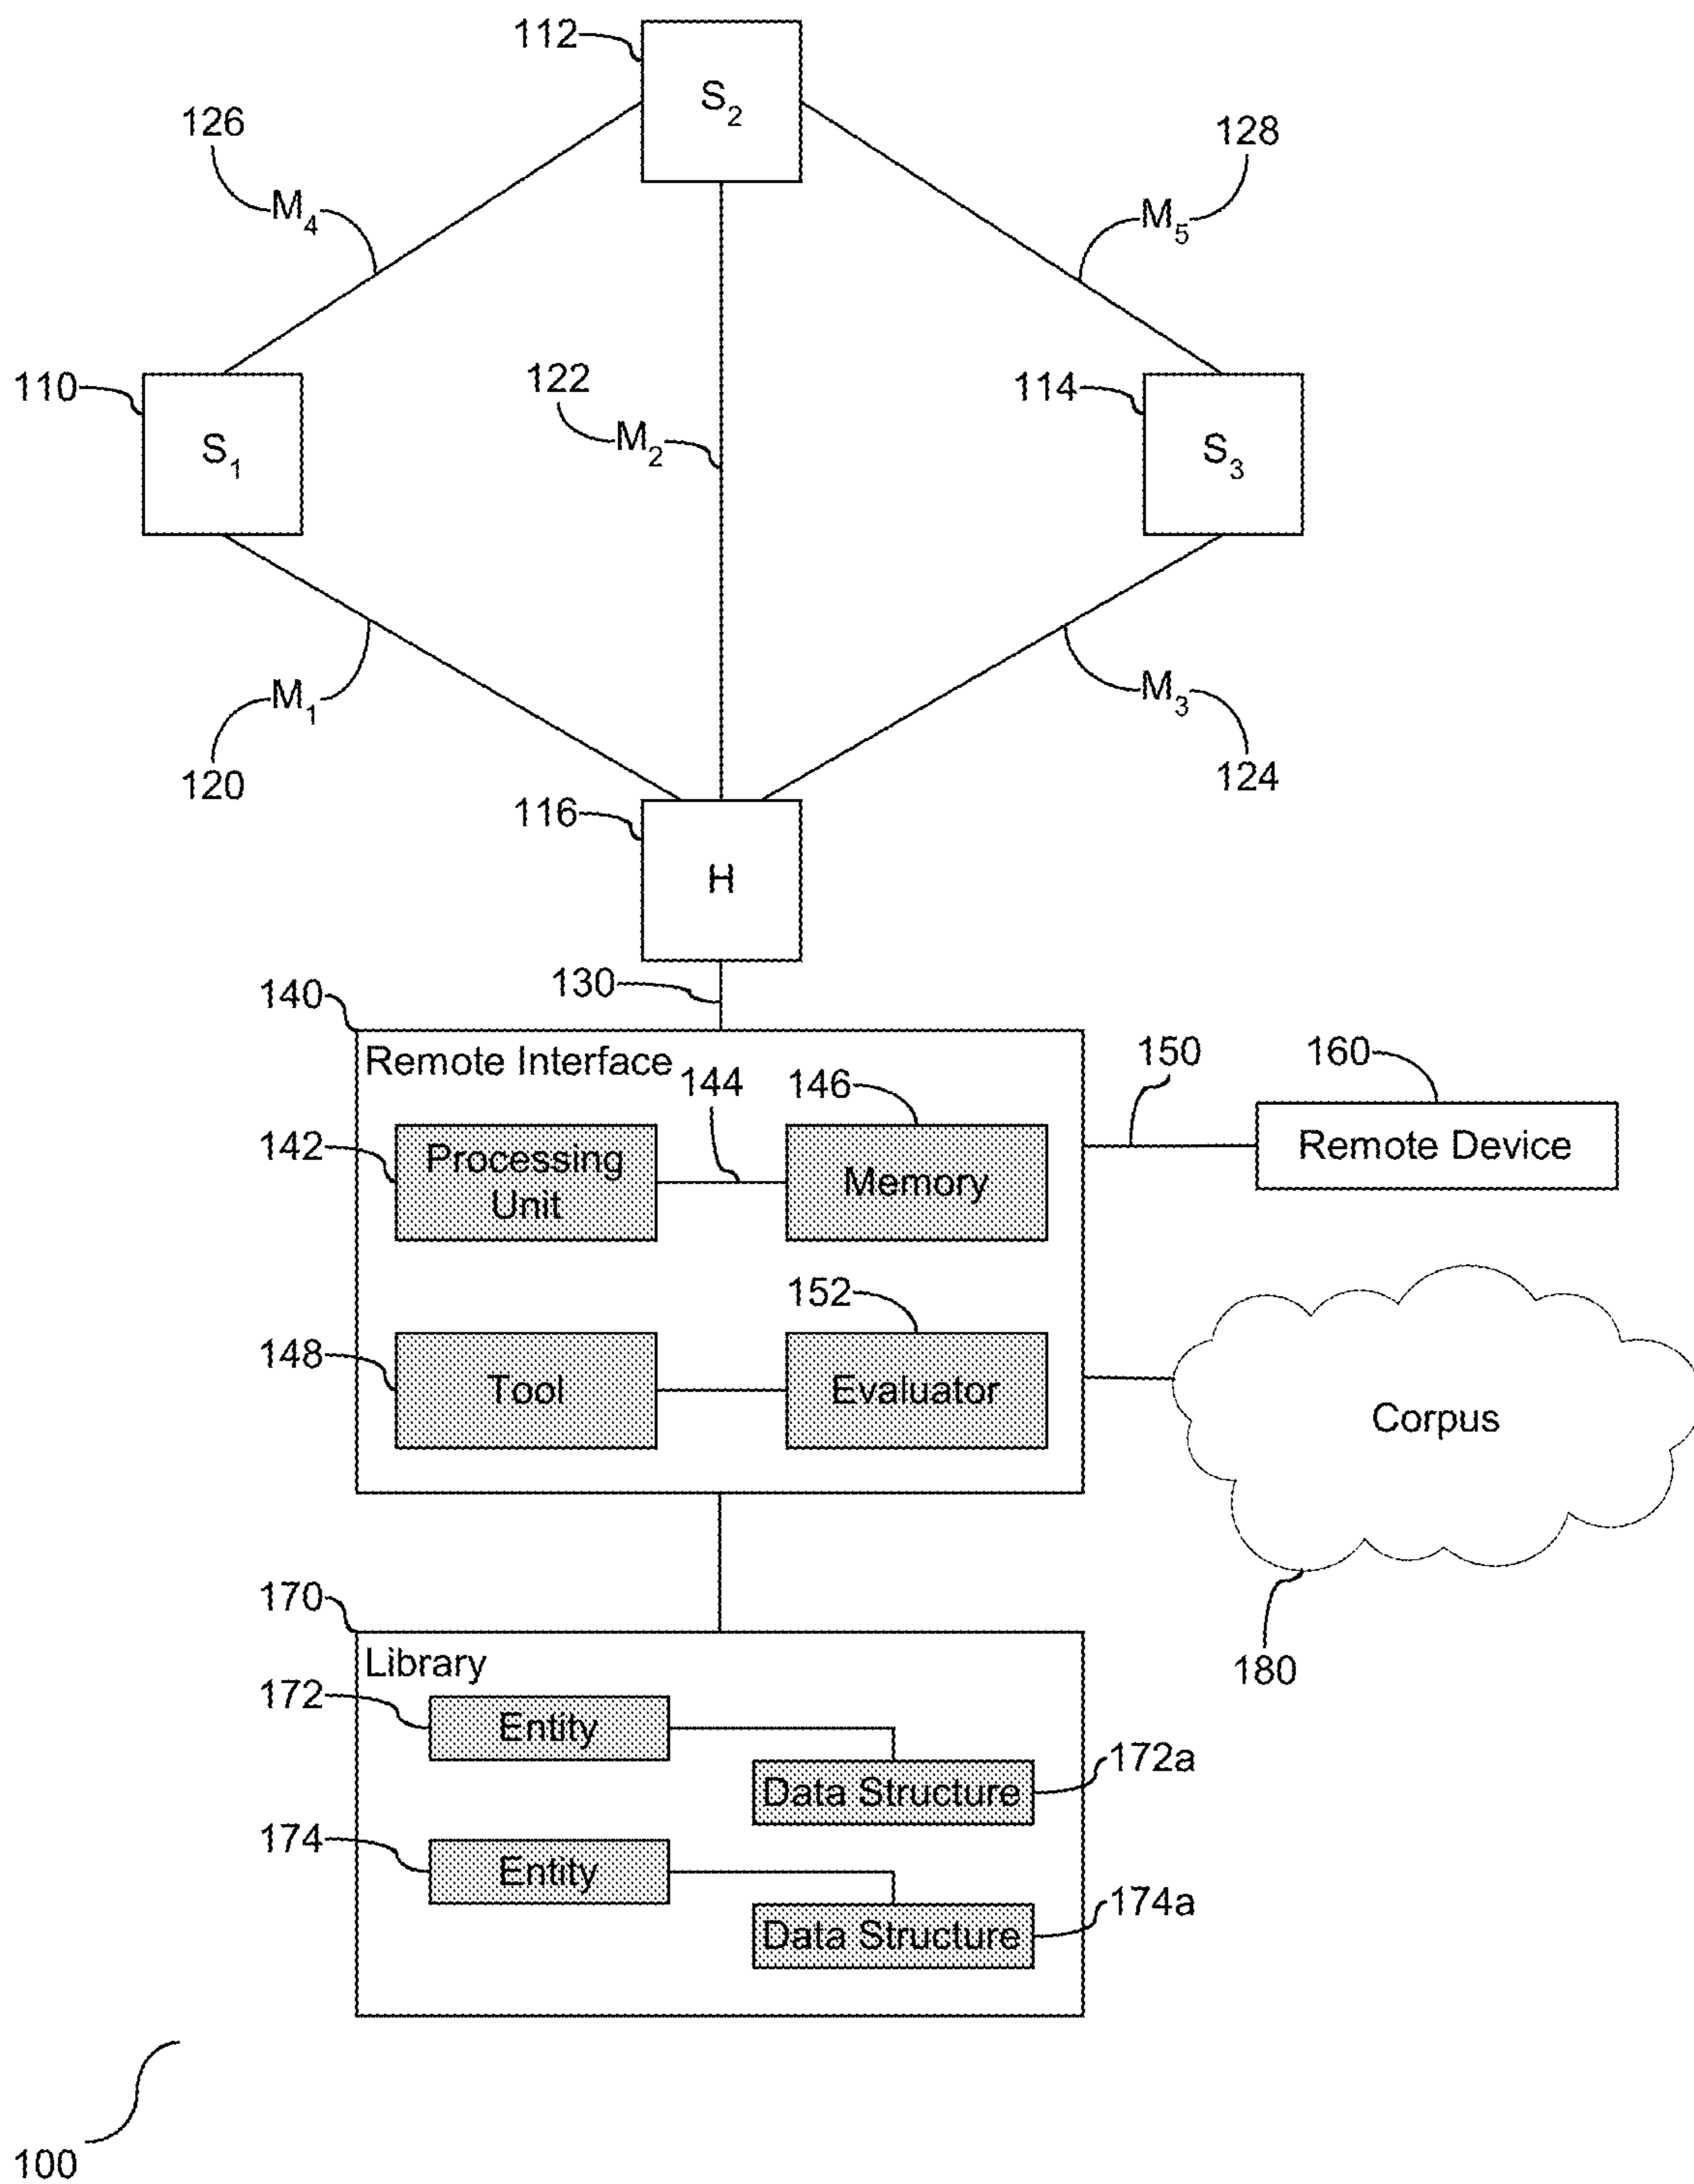 112
S2
126
128
M4
M5
110
122
114
M2
S1
S3
M1
M3
120
124
116
H
130
140
Remote Interface
150
160
144
146
142
Processing
Unit
Memory
Remote Device
152
148
Tool
Evaluator
Corpus
170
Library
180
172
Entity
172a
Data Structure
174
Entity
174a
Data Structure
100